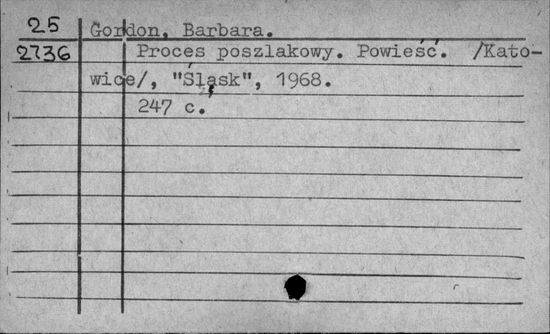 25 Gordon, Barbara.
2736 Proces poszlakowy. Powieść. /Kato-
wice/, "Śląsk", 1968.
247 с.